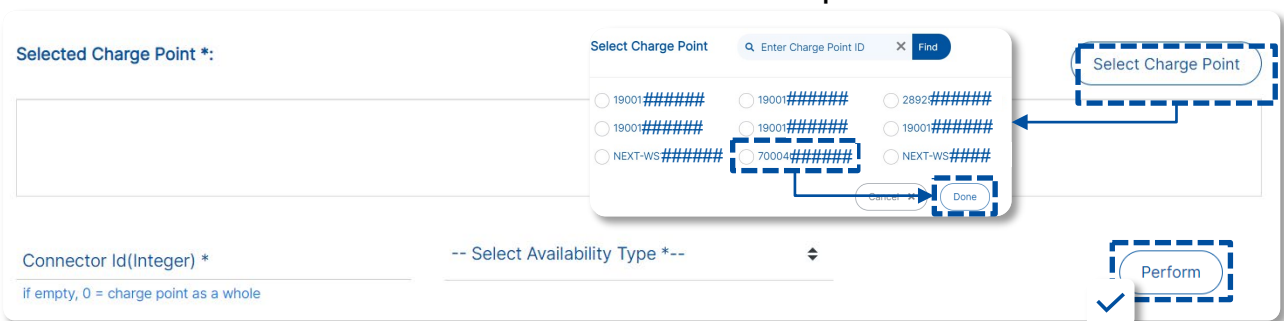 Selected Charge Point *:
Select Charge Point
Enter Charge Point ID
Find
Select Charge Point
19001######
19001######
28925######
19001######
19001######
19001######
NEXT-WS######
70004######
NEXT-WS####
Cancel
Done
Connector Id(Integer) *
-- Select Availability Type *--
Perform
if empty, 0 = charge point as a whole